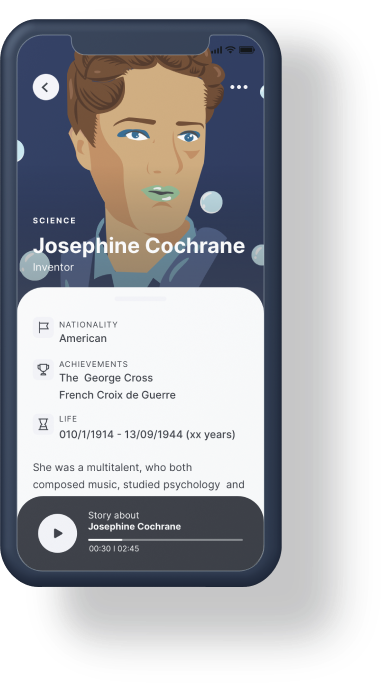 SCIENCE
Josephine Cochrane
Inventor
NATIONALITY
American
ACHIEVEMENTS
The George Cross
French Croix de Guerre
LIFE
010/1/1914 - 13/09/1944 (xx years)
She was a multitalent, who both
composed music, studied psychology and
Story about
Josephine Cochrane
00:30 I 02:45